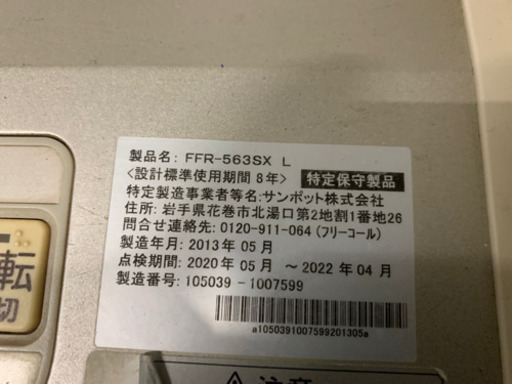 製品名: FFR-563SX L
<設計標準使用期間 8年> 特定保守製品
特定製造事業者等名: サンポット株式会社
住所: 岩手県花巻市北湯口第2地割1番地26
問合せ連絡先: 0120-911-064 (フリーコール)
製造年月: 2013年 05月
点検期間: 2020年 05月 ～ 2022年 04月
製造番号: 105039 - 1007599
a1050391007599201305a
転
切
注意